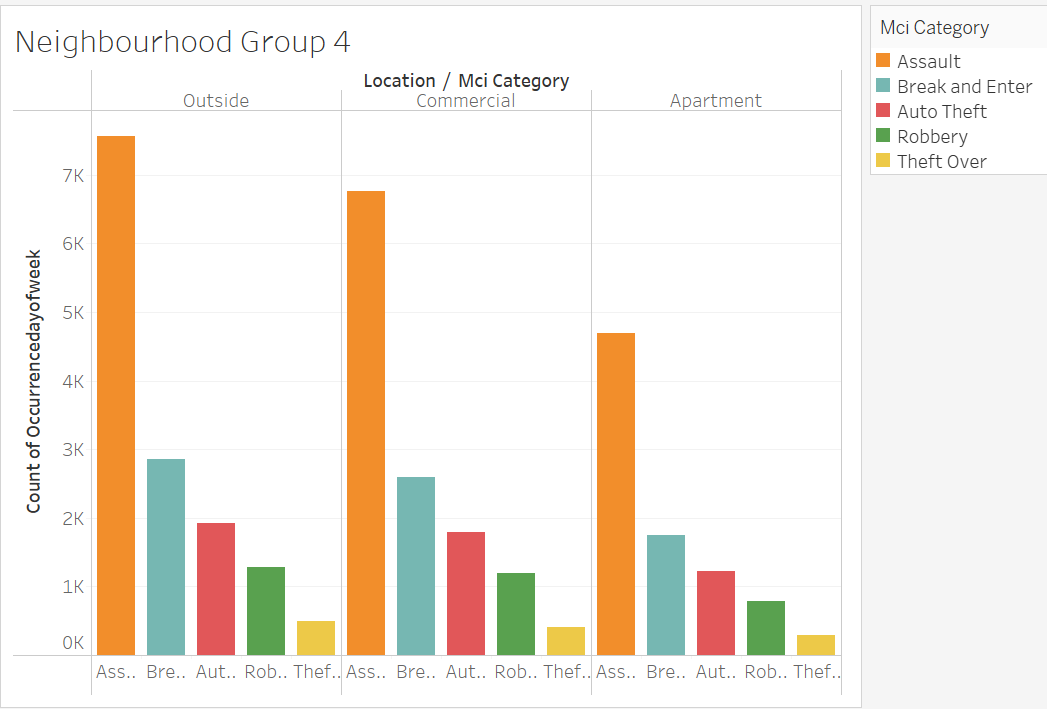 Neighbourhood Group 4
Location / Mci Category
Outside Commercial Apartment
Count of Occurrencedayofweek
7K
6K
5K
4K
3K
2K
1K
0K
Ass.. Bre.. Aut.. Rob.. Thef.. Ass.. Bre.. Aut.. Rob.. Thef.. Ass.. Bre.. Aut.. Rob.. Thef..
Mci Category
Assault
Break and Enter
Auto Theft
Robbery
Theft Over